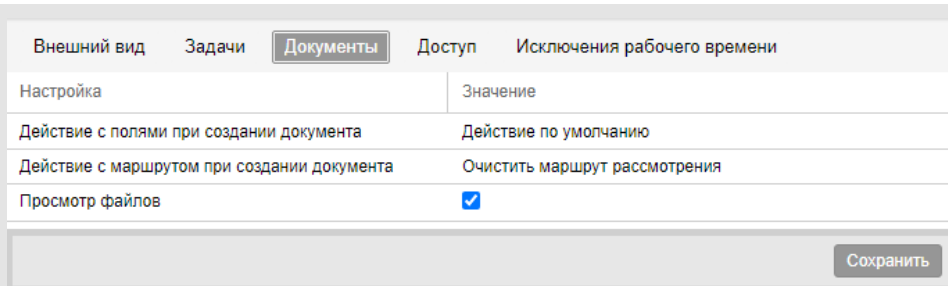 Внешний вид Задачи Документы Доступ Исключения рабочего времени
Настройка Значение
Действие с полями при создании документа Действие по умолчанию
Действие с маршрутом при создании документа Очистить маршрут рассмотрения
Просмотр файлов
Сохранить